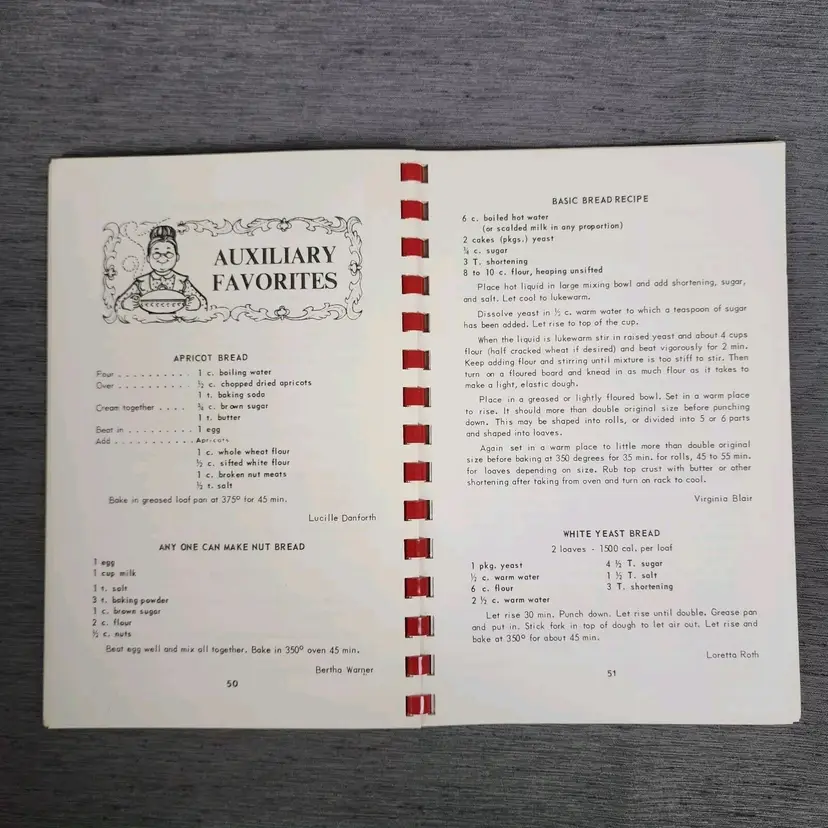 AUXILIARY
FAVORITES
APRICOT BREAD
Flour . . . . . . . . . . 1 c. boiling water
Over . . . . . . . . . . ½ c. chopped dried apricots
1 t. baking soda
Cream together . . . . ¾ c. brown sugar
1 t. butter
Beat in . . . . . . . . . 1 egg
Add . . . . . . . . . . . Apricots
1 c. whole wheat flour
½ c. sifted white flour
1 c. broken nut meats
½ t. salt
Bake in greased loaf pan at 375° for 45 min.
Lucille Danforth
ANY ONE CAN MAKE NUT BREAD
1 egg
1 cup milk
1 t. salt
3 t. baking powder
1 c. brown sugar
2 c. flour
½ c. nuts
Beat egg well and mix all together. Bake in 350° oven 45 min.
Bertha Warner
50
BASIC BREAD RECIPE
6 c. boiled hot water
(or scalded milk in any proportion)
2 cakes (pkgs.) yeast
¼ c. sugar
3 T. shortening
8 to 10 c. flour, heaping unsifted
Place hot liquid in large mixing bowl and add shortening, sugar,
and salt. Let cool to lukewarm.
Dissolve yeast in ½ c. warm water to which a teaspoon of sugar
has been added. Let rise to top of the cup.
When the liquid is lukewarm stir in raised yeast and about 4 cups
flour (half cracked wheat if desired) and beat vigorously for 2 min.
Keep adding flour and stirring until mixture is too stiff to stir. Then
turn on a floured board and knead in as much flour as it takes to
make a light, elastic dough.
Place in a greased or lightly floured bowl. Set in a warm place
to rise. It should more than double original size before punching
down. This may be shaped into rolls, or divided into 5 or 6 parts
and shaped into loaves.
Again set in a warm place to little more than double original
size before baking at 350 degrees for 35 min. for rolls, 45 to 55 min.
for loaves depending on size. Rub top crust with butter or other
shortening after taking from oven and turn on rack to cool.
Virginia Blair
WHITE YEAST BREAD
2 loaves - 1500 cal. per loaf
1 pkg. yeast 4 ½ T. sugar
½ c. warm water 1 ½ T. salt
6 c. flour 3 T. shortening
2 ½ c. warm water
Let rise 30 min. Punch down. Let rise until double. Grease pan
and put in. Stick fork in top of dough to let air out. Let rise and
bake at 350° for about 45 min.
Loretta Roth
51